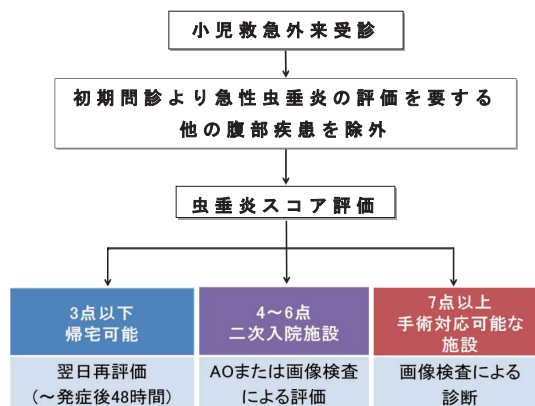 小児救急外来受診
初期問診より急性虫垂炎の評価を要する
他の腹部疾患を除外
虫垂炎スコア評価
3点以下
帰宅可能
翌日再評価
(～発症後48時間)
4～6点
二次入院施設
AOまたは画像検査
による評価
7点以上
手術対応可能な
施設
画像検査による
診断